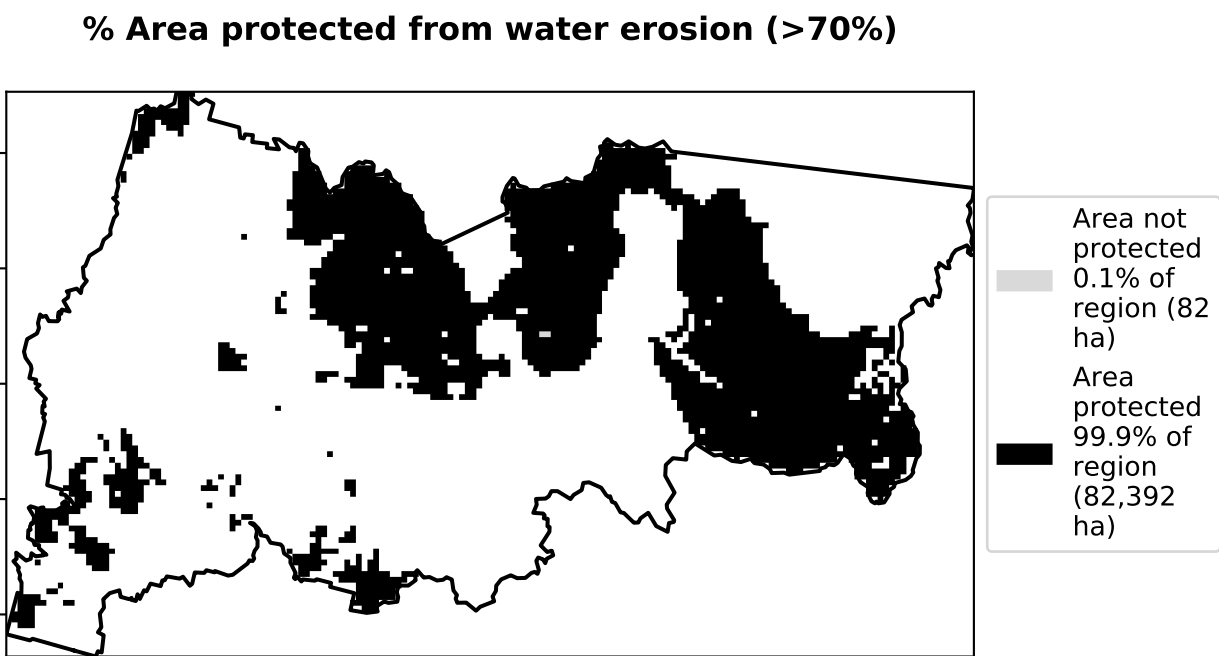 % Area protected from water erosion (>70%)
Area not
protected
0.1% of
region (82
ha)
Area
protected
99.9% of
region
(82,392
ha)